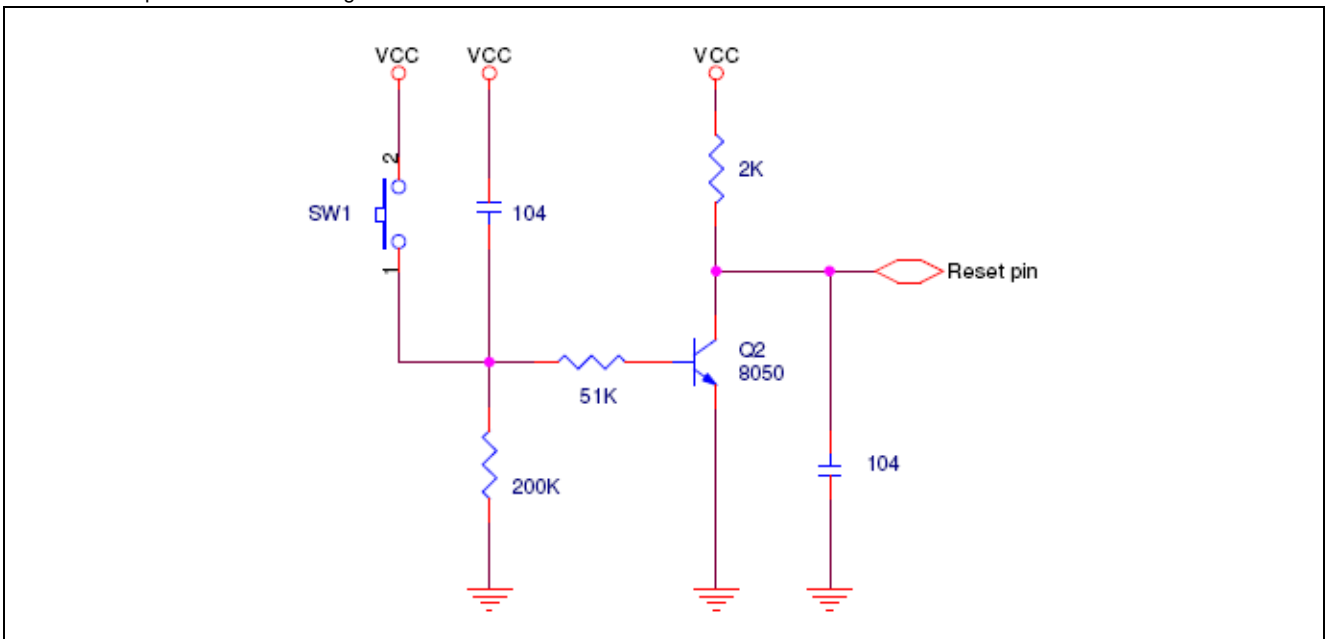 VCC VCC VCC
2
2K
SW1
104
1
Reset pin
Q2
8050
51K
104
200K